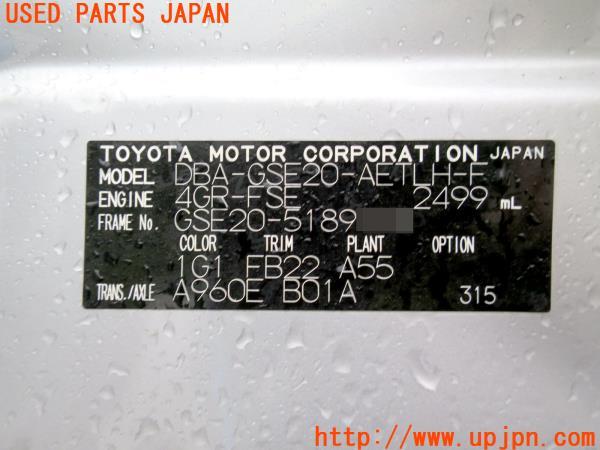 USED PARTS JAPAN
TOYOTA MOTOR CORPORATION JAPAN
MODEL DBA-GSE20-AETLH-F
ENGINE 4GR-FSE 2499 mL
FRAME No. GSE20-5189
COLOR TRIM PLANT OPTION
1G1 FB22 A55
TRANS./AXLE A960E B01A 315
http://www.upjpn.com/